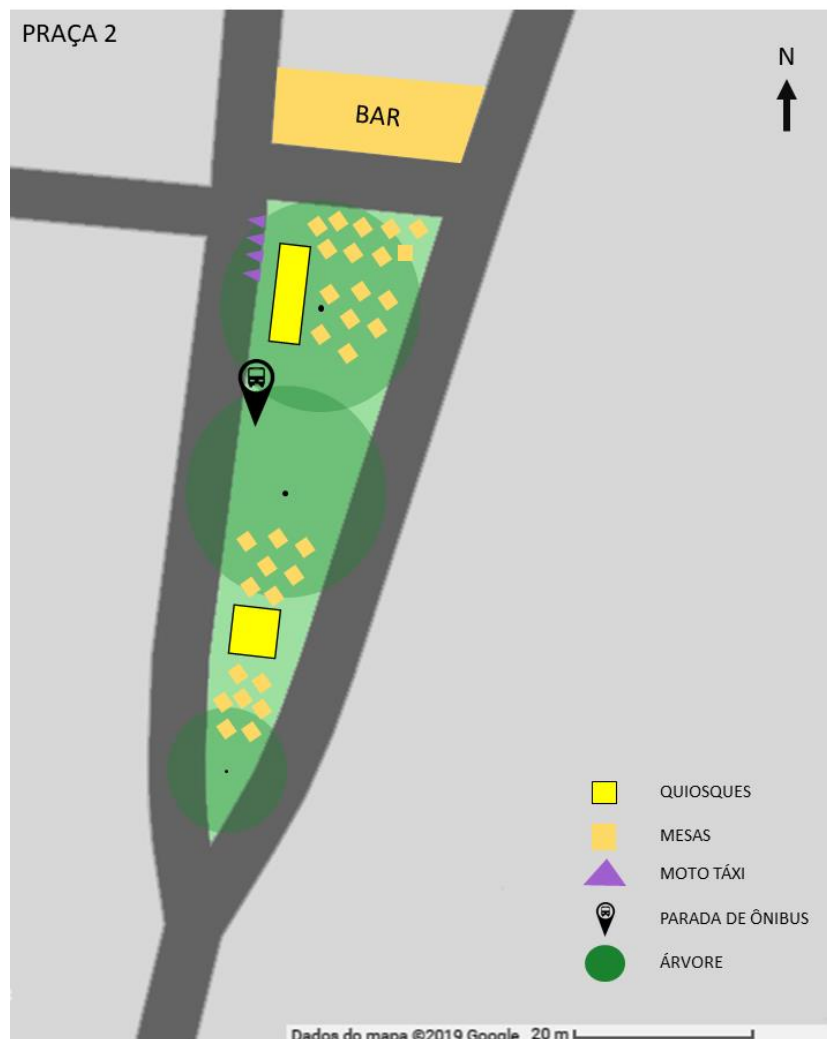 PRAÇA 2
N
BAR
QUIOSQUES
MESAS
MOTO TÁXI
PARADA DE ÔNIBUS
ÁRVORE
Dados do mapa ©2019 Google 20 m